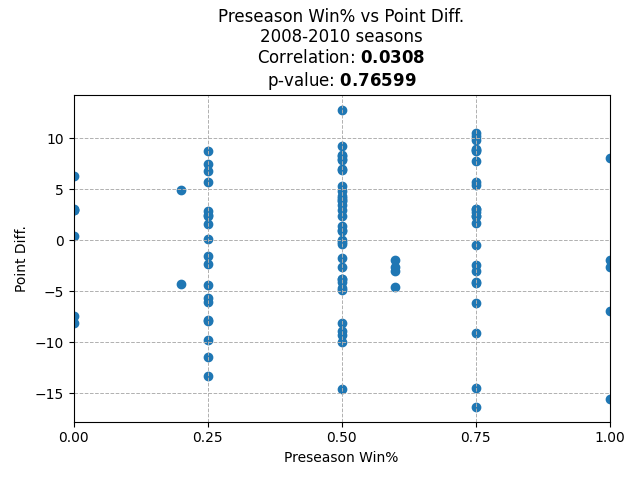 Preseason Win% vs Point Diff.
2008-2010 seasons
Correlation: 0.0308
p-value: 0.76599
10
5
0
−5
−10
−15
Point Diff.
0.00 0.25 0.50 0.75 1.00
Preseason Win%